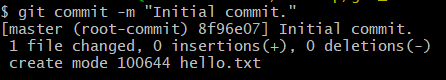 $ git commit -m "Initial commit."
[master (root-commit) 8f96e07] Initial commit.
 1 file changed, 0 insertions(+), 0 deletions(-)
 create mode 100644 hello.txt